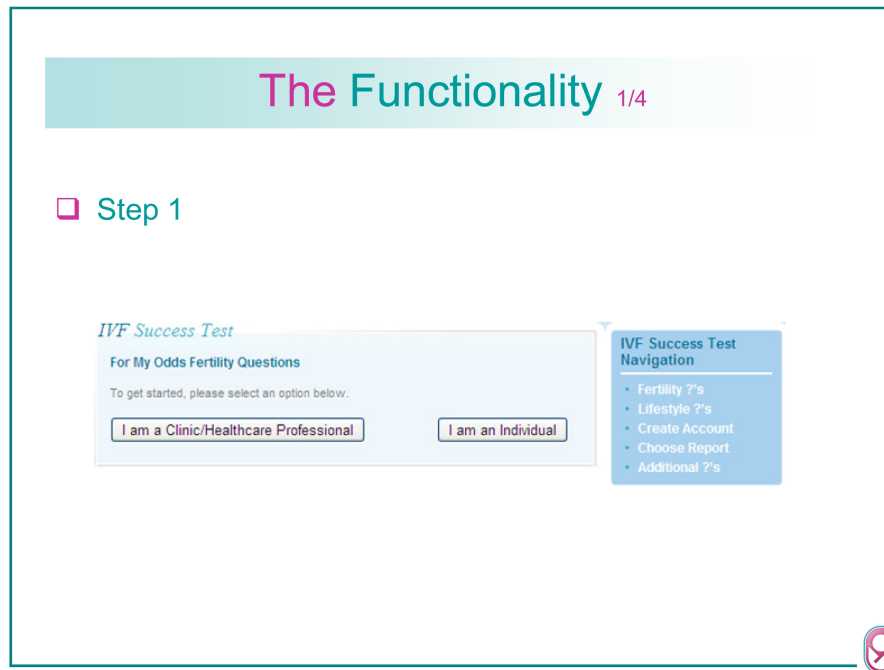 The Functionality 1/4
Step 1
IVF Success Test
For My Odds Fertility Questions
To get started, please select an option below.
I am a Clinic/Healthcare Professional
I am an Individual
IVF Success Test
Navigation
Fertility ?'s
Lifestyle ?'s
Create Account
Choose Report
Additional ?'s